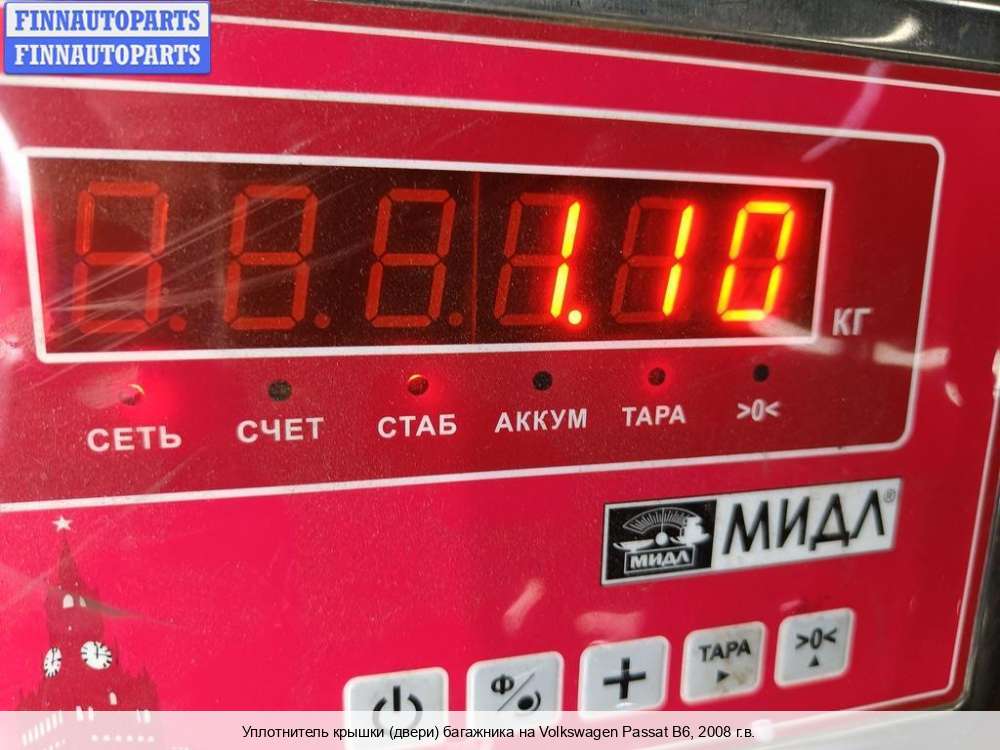 FINNAUTOPARTS
FINNAUTOPARTS
1.10
КГ
СЕТЬ СЧЕТ СТАБ АККУМ ТАРА >0<
МИДЛ МИДЛ®
Ф + ТАРА >0<
Уплотнитель крышки (двери) багажника на Volkswagen Passat B6, 2008 г.в.